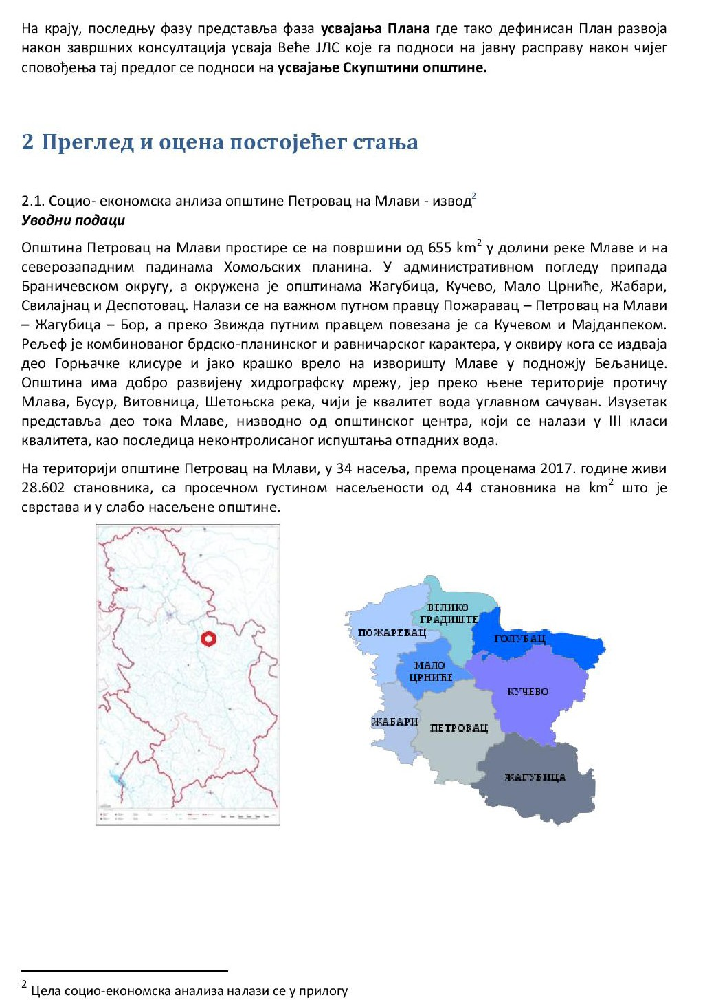 На крају, последњу фазу представља фаза усвајања Плана где тако дефинисан План развоја
након завршних консултација усваја Веће ЈЛС које га подноси на јавну расправу након чијег
сповођења тај предлог се подноси на усвајање Скупштини општине.
2 Преглед и оцена постојећег стања
2.1. Социо- економска анлиза општине Петровац на Млави - извод2
Уводни подаци
Општина Петровац на Млави простире се на површини од 655 km2 у долини реке Млаве и на
северозападним падинама Хомољских планина. У административном погледу припада
Браничевском округу, а окружена је општинама Жагубица, Кучево, Мало Црниће, Жабари,
Свилајнац и Деспотовац. Налази се на важном путном правцу Пожаравац – Петровац на Млави
– Жагубица – Бор, а преко Звижда путним правцем повезана је са Кучевом и Мајданпеком.
Рељеф је комбинованог брдско-планинског и равничарског карактера, у оквиру кога се издваја
део Горњачке клисуре и јако крашко врело на изворишту Млаве у подножју Бељанице.
Општина има добро развијену хидрографску мрежу, јер преко њене територије протичу
Млава, Бусур, Витовница, Шетоњска река, чији је квалитет вода углавном сачуван. Изузетак
представља део тока Млаве, низводно од општинског центра, који се налази у III класи
квалитета, као последица неконтролисаног испуштања отпадних вода.
На територији општине Петровац на Млави, у 34 насеља, према проценама 2017. године живи
28.602 становника, са просечном густином насељености од 44 становника на km2 што је
сврстава и у слабо насељене општине.
ВЕЛИКО
ГРАДИШТЕ
ПОЖАРЕВАЦ
ГОЛУБАЦ
МАЛО
ЦРНИЋЕ
КУЧЕВО
ЖАБАРИ
ПЕТРОВАЦ
ЖАГУБИЦА
2 Цела социо-економска анализа налази се у прилогу